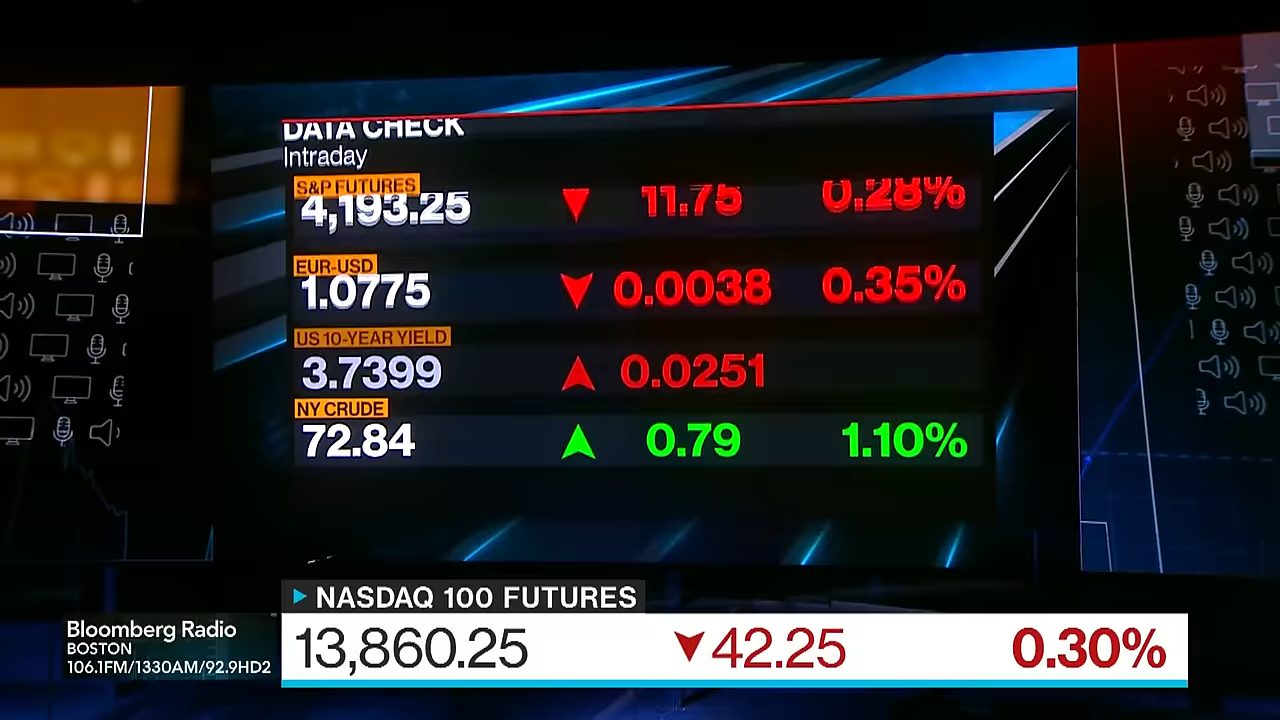 DATA CHECK
Intraday
S&P FUTURES
4,193.25 ▼ 11.75 0.28%
EUR-USD
1.0775 ▼ 0.0038 0.35%
US 10-YEAR YIELD
3.7399 ▲ 0.0251
NY CRUDE
72.84 ▲ 0.79 1.10%
NASDAQ 100 FUTURES
13,860.25 ▼ 42.25 0.30%
Bloomberg Radio
BOSTON
106.1FM/1330AM/92.9HD2